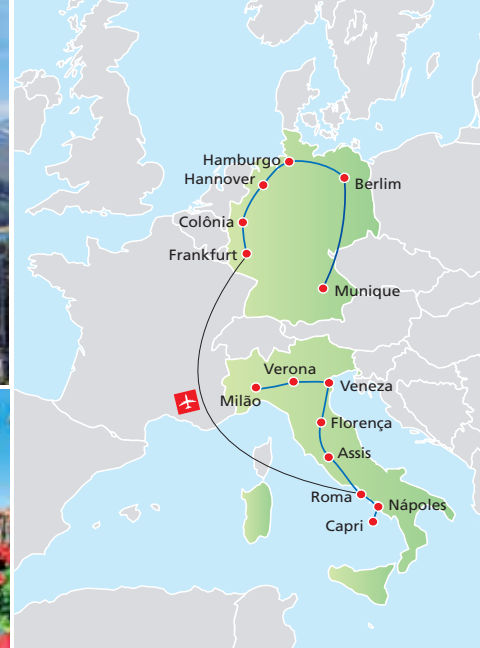 Hamburgo
Hannover
Berlim
Colônia
Frankfurt
Munique
Verona
Milão
Veneza
Florença
Assis
Roma
Nápoles
Capri